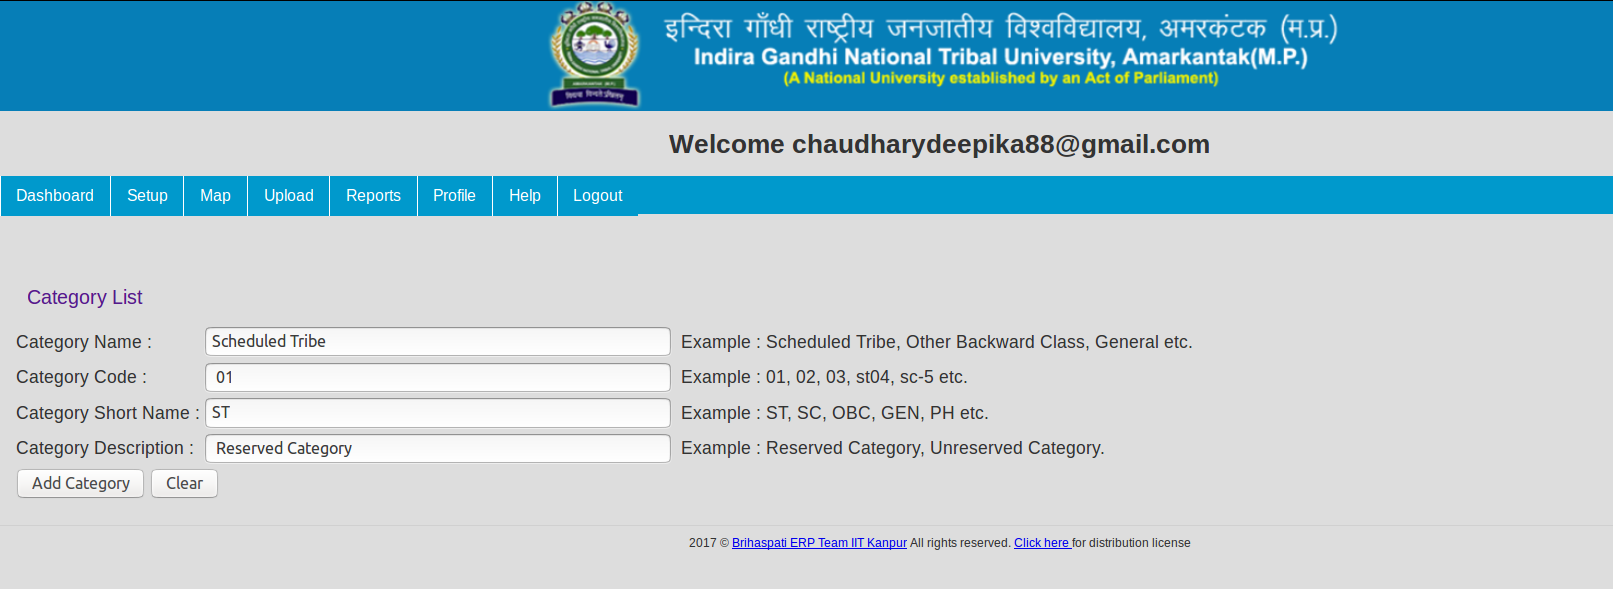 इन्दिरा गाँधी राष्ट्रीय जनजातीय विश्वविद्यालय, अमरकंटक (म.प्र.)
Indira Gandhi National Tribal University, Amarkantak(M.P.)
(A National University established by an Act of Parliament)
Welcome chaudharydeepika88@gmail.com
Dashboard Setup Map Upload Reports Profile Help Logout
Category List
Category Name : Scheduled Tribe Example : Scheduled Tribe, Other Backward Class, General etc.
Category Code : 01 Example : 01, 02, 03, st04, sc-5 etc.
Category Short Name : ST Example : ST, SC, OBC, GEN, PH etc.
Category Description : Reserved Category Example : Reserved Category, Unreserved Category.
Add Category Clear
2017 © Brihaspati ERP Team IIT Kanpur All rights reserved. Click here for distribution license